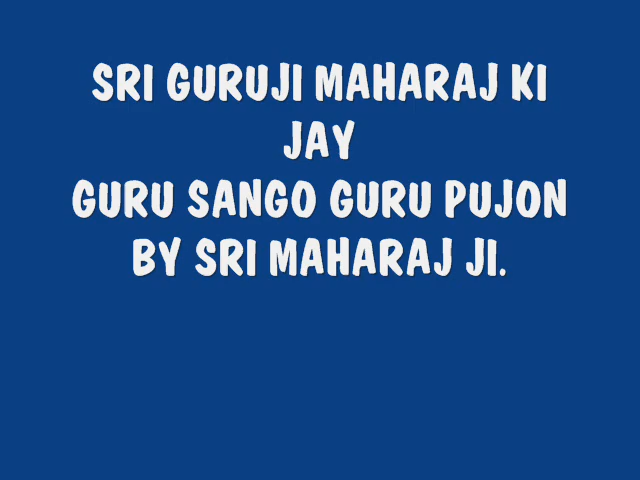 SRI GURUJI MAHARAJ KI
JAY
GURU SANGO GURU PUJON
BY SRI MAHARAJ JI.